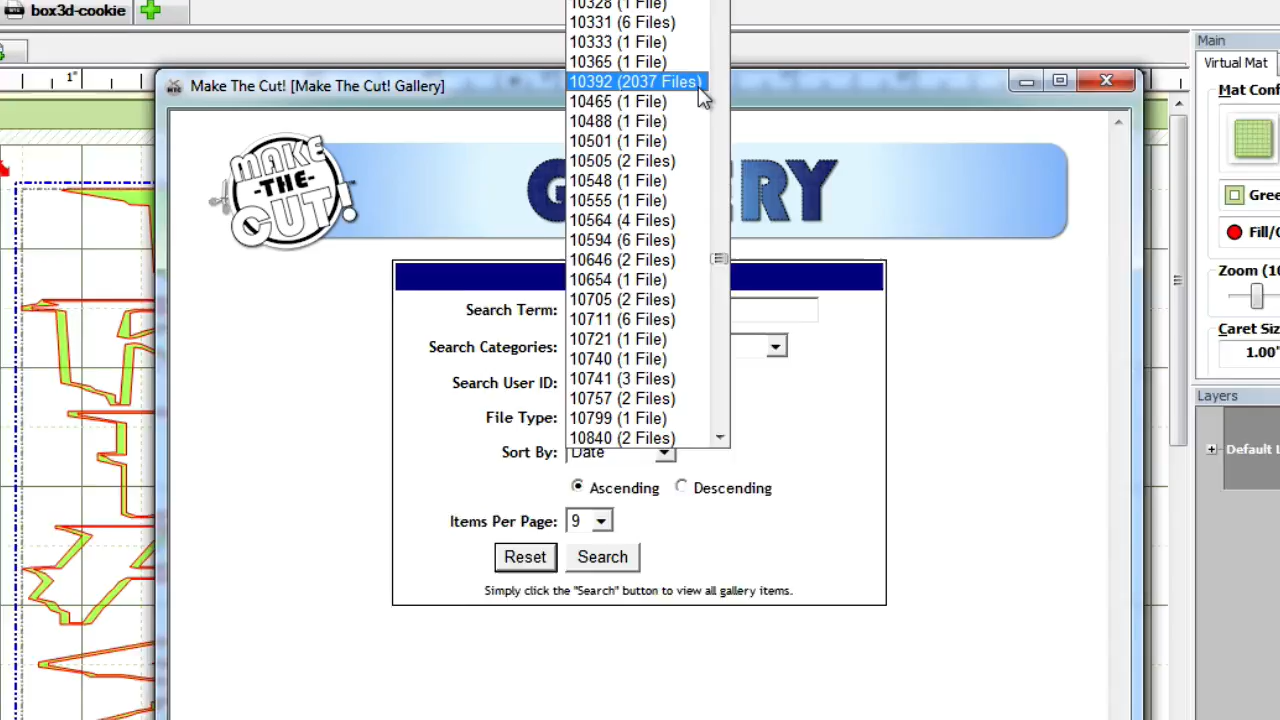 box3d-cookie
1"
Make The Cut! [Make The Cut! Gallery]
MAKE
-THE-
CUT!
G
ERY
Search Term:
Search Categories:
Search User ID:
File Type:
Sort By:
Date
Ascending
Descending
Items Per Page:
9
Reset
Search
Simply click the "Search" button to view all gallery items.
10328 (1 File)
10331 (6 Files)
10333 (1 File)
10365 (1 File)
10392 (2037 Files)
10465 (1 File)
10488 (1 File)
10501 (1 File)
10505 (2 Files)
10548 (1 File)
10555 (1 File)
10564 (4 Files)
10594 (6 Files)
10646 (2 Files)
10654 (1 File)
10705 (2 Files)
10711 (6 Files)
10721 (1 File)
10740 (1 File)
10741 (3 Files)
10757 (2 Files)
10799 (1 File)
10840 (2 Files)
Main
Virtual Mat
Mat Conf
Gree
Fill/
Zoom (10
Caret Siz
1.00"
Layers
Default L